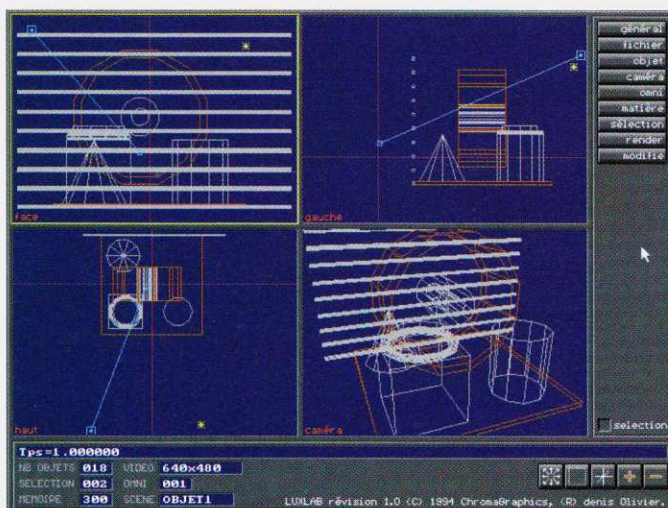 général
fichier
objet
caméra
omni
matière
sélection
render
modifie
face
gauche
haut
caméra
selection
Tps=1.000000
NB OBJETS 018 VIDEO 640x480
SELECTION 002 OMNI 001
MEMOIRE 300 SCENE OBJET1
LUXLAB révision 1.0 (C) 1994 ChromaGraphics, (R) denis Olivier.